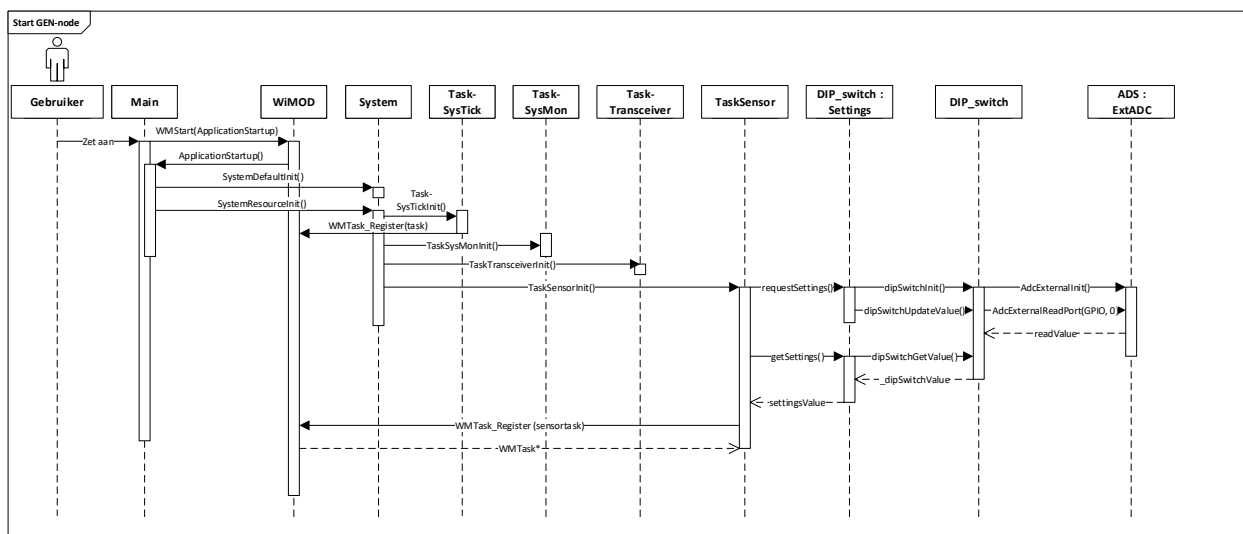 Start GEN-node
Gebruiker
Main
WiMOD
System
Task-
SysTick
Task-
SysMon
Task-
Transceiver
TaskSensor
DIP_switch :
Settings
DIP_switch
ADS :
ExtADC
Zet aan
WMStart(ApplicationStartup)
ApplicationStartup()
SystemDefaultInit()
SystemResourceInit()
Task-
SysTickInit()
WMTask_Register(task)
TaskSysMonInit()
TaskTransceiverInit()
TaskSensorInit()
requestSettings()
dipSwitchInit()
AdcExternalInit()
dipSwitchUpdateValue()
AdcExternalReadPort(GPIO, 0)
readValue
getSettings()
dipSwitchGetValue()
_dipSwitchValue
settingsValue
WMTask_Register (sensortask)
WMTask*